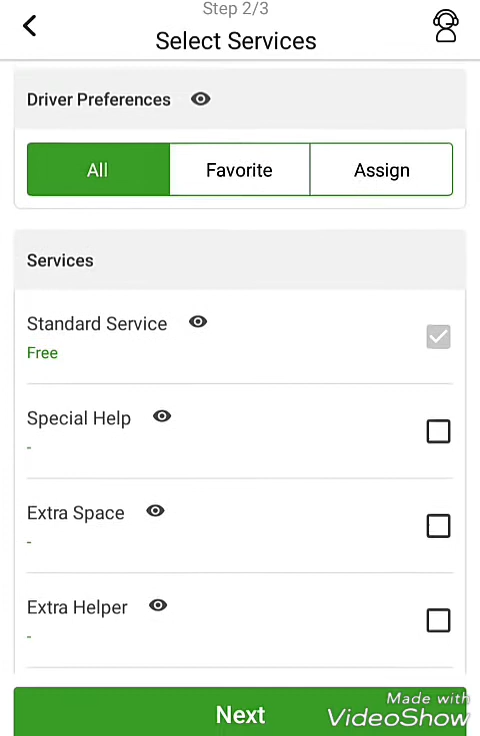 Step 2/3
Select Services
Driver Preferences
All Favorite Assign
Services
Standard Service
Free
Special Help
-
Extra Space
-
Extra Helper
-
Next
Made with
VideoShow